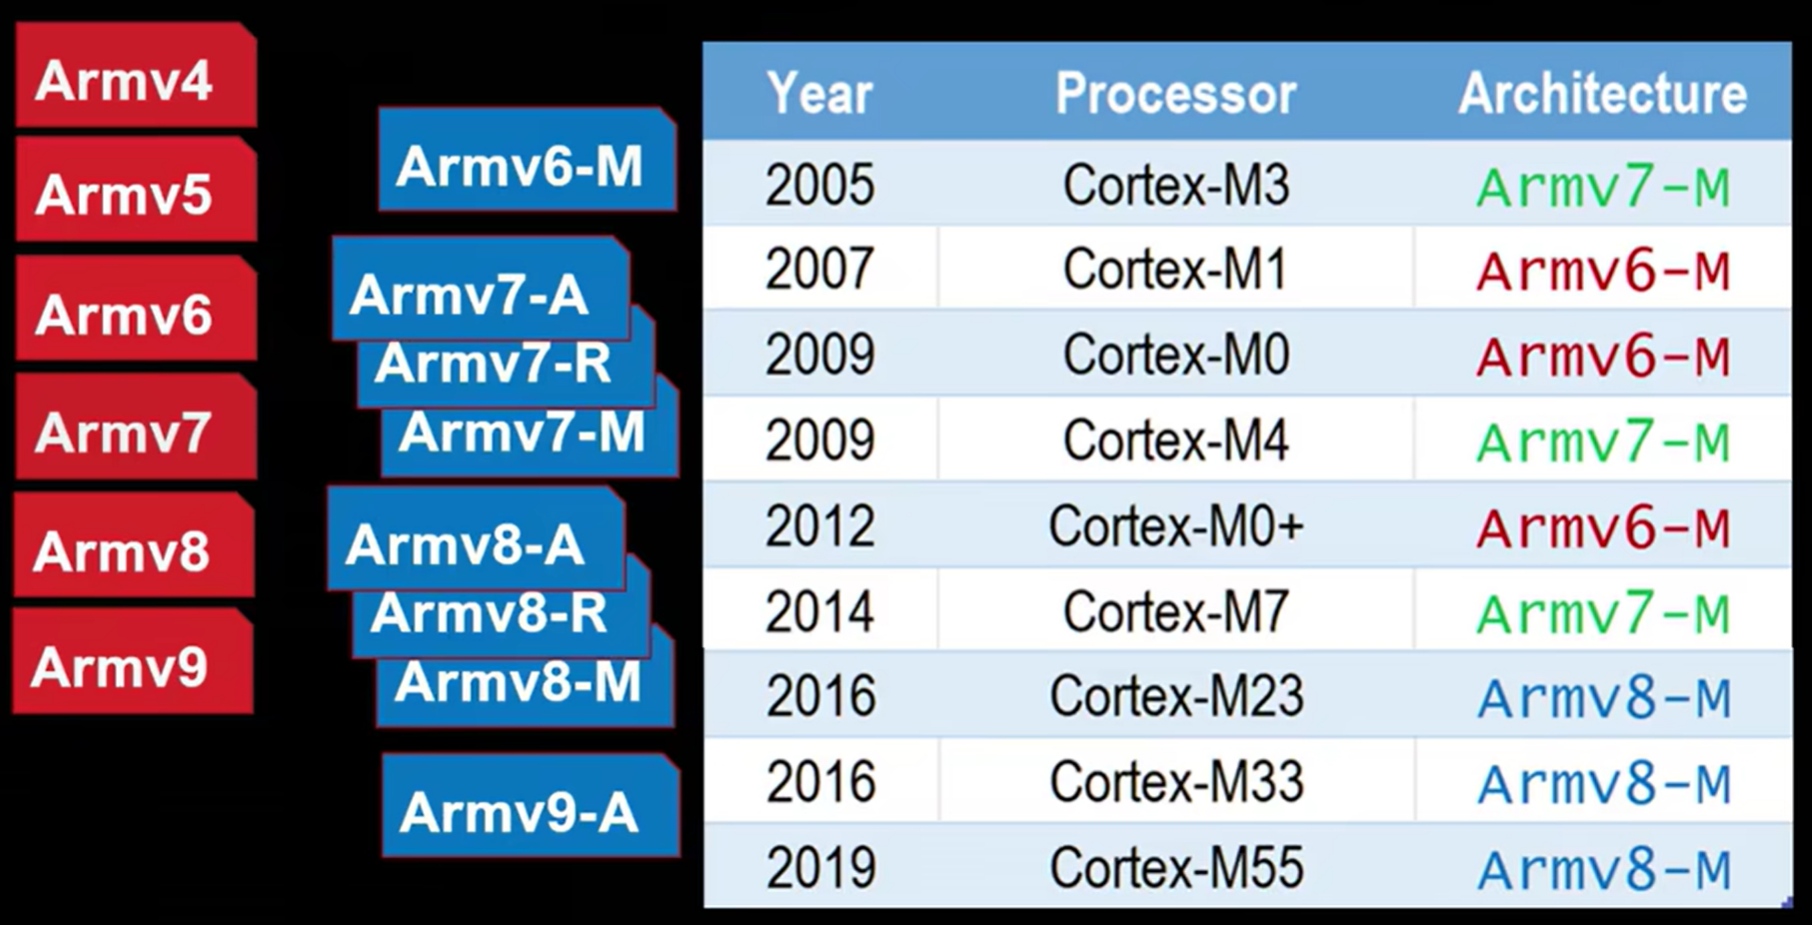 Armv4
Armv5
Armv6
Armv7
Armv8
Armv9
Armv6-M
Armv7-A
Armv7-R
Armv7-M
Armv8-A
Armv8-R
Armv8-M
Armv9-A
Year Processor Architecture
2005 Cortex-M3 Armv7-M
2007 Cortex-M1 Armv6-M
2009 Cortex-M0 Armv6-M
2009 Cortex-M4 Armv7-M
2012 Cortex-M0+ Armv6-M
2014 Cortex-M7 Armv7-M
2016 Cortex-M23 Armv8-M
2016 Cortex-M33 Armv8-M
2019 Cortex-M55 Armv8-M